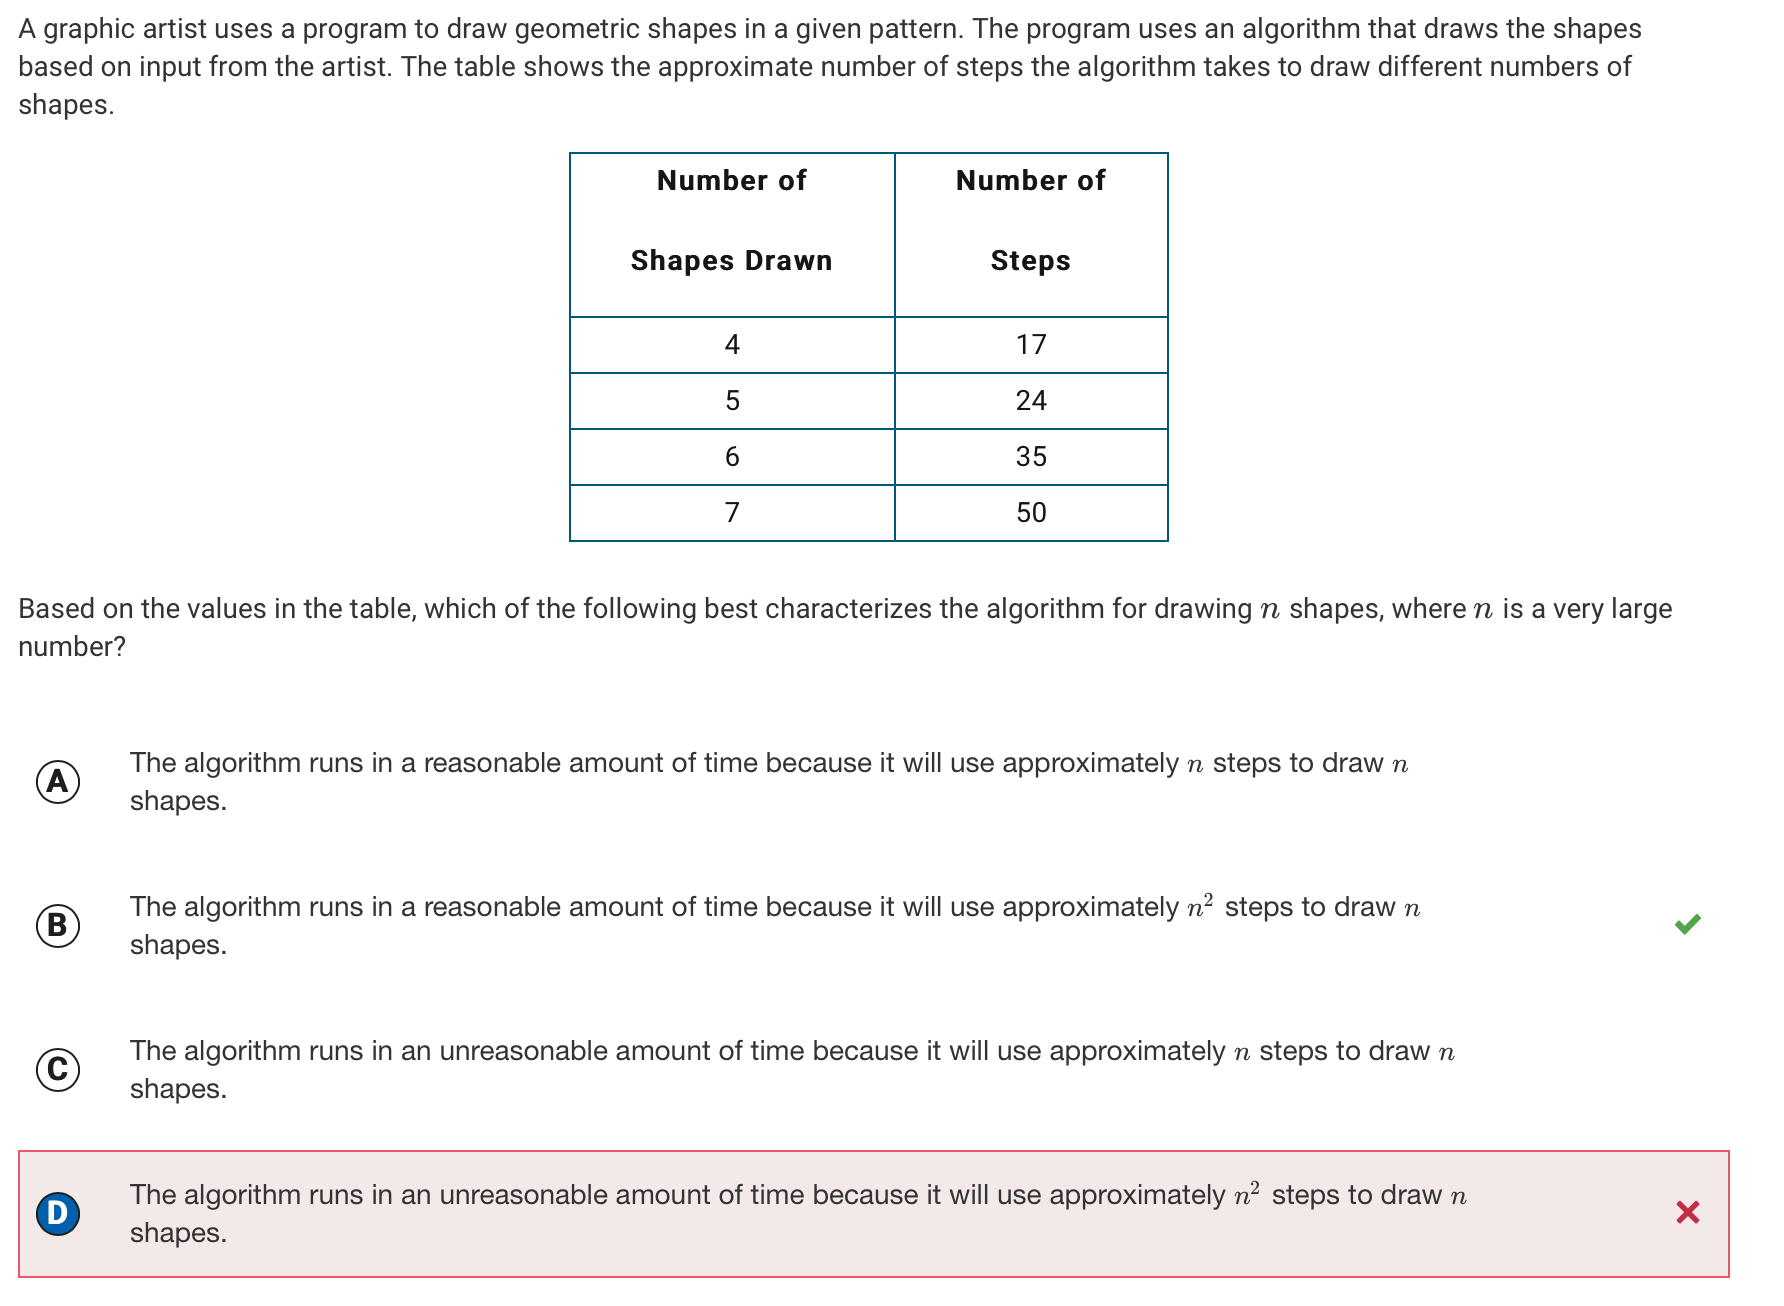 A graphic artist uses a program to draw geometric shapes in a given pattern. The program uses an algorithm that draws the shapes
based on input from the artist. The table shows the approximate number of steps the algorithm takes to draw different numbers of
shapes.
Number of Number of
Shapes Drawn Steps
4 17
5 24
6 35
7 50
Based on the values in the table, which of the following best characterizes the algorithm for drawing n shapes, where n is a very large
number?
A The algorithm runs in a reasonable amount of time because it will use approximately n steps to draw n
shapes.
B The algorithm runs in a reasonable amount of time because it will use approximately n² steps to draw n
shapes.
C The algorithm runs in an unreasonable amount of time because it will use approximately n steps to draw n
shapes.
D The algorithm runs in an unreasonable amount of time because it will use approximately n² steps to draw n
shapes.